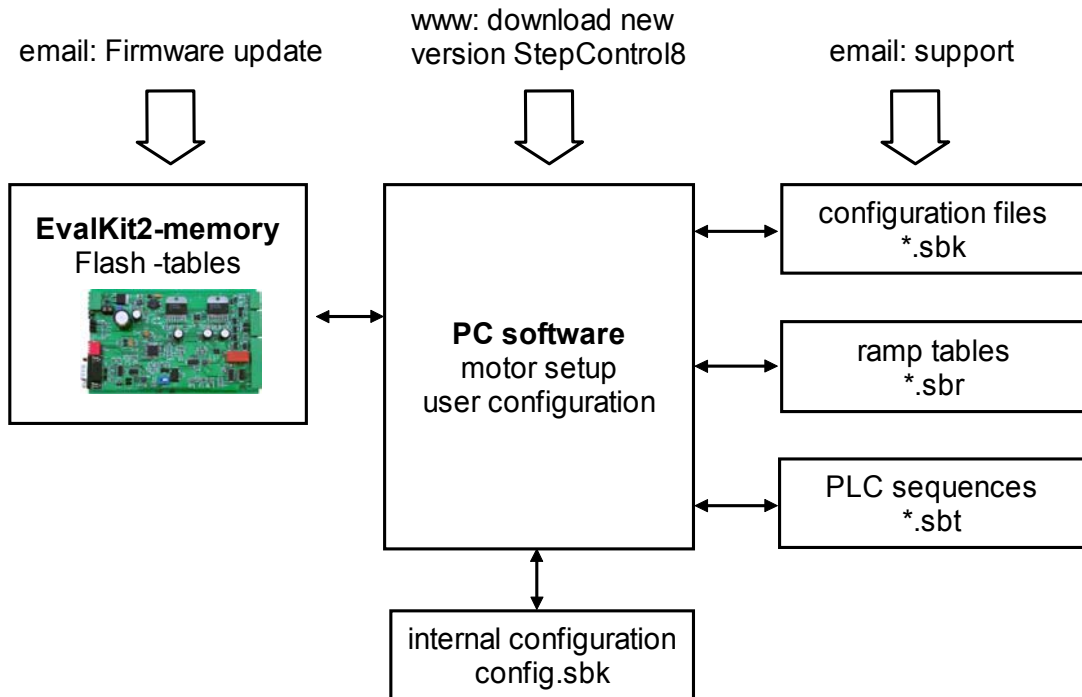 email: Firmware update
www: download new
version StepControl8
email: support
EvalKit2-memory
Flash -tables
PC software
motor setup
user configuration
configuration files
*.sbk
ramp tables
*.sbr
PLC sequences
*.sbt
internal configuration
config.sbk